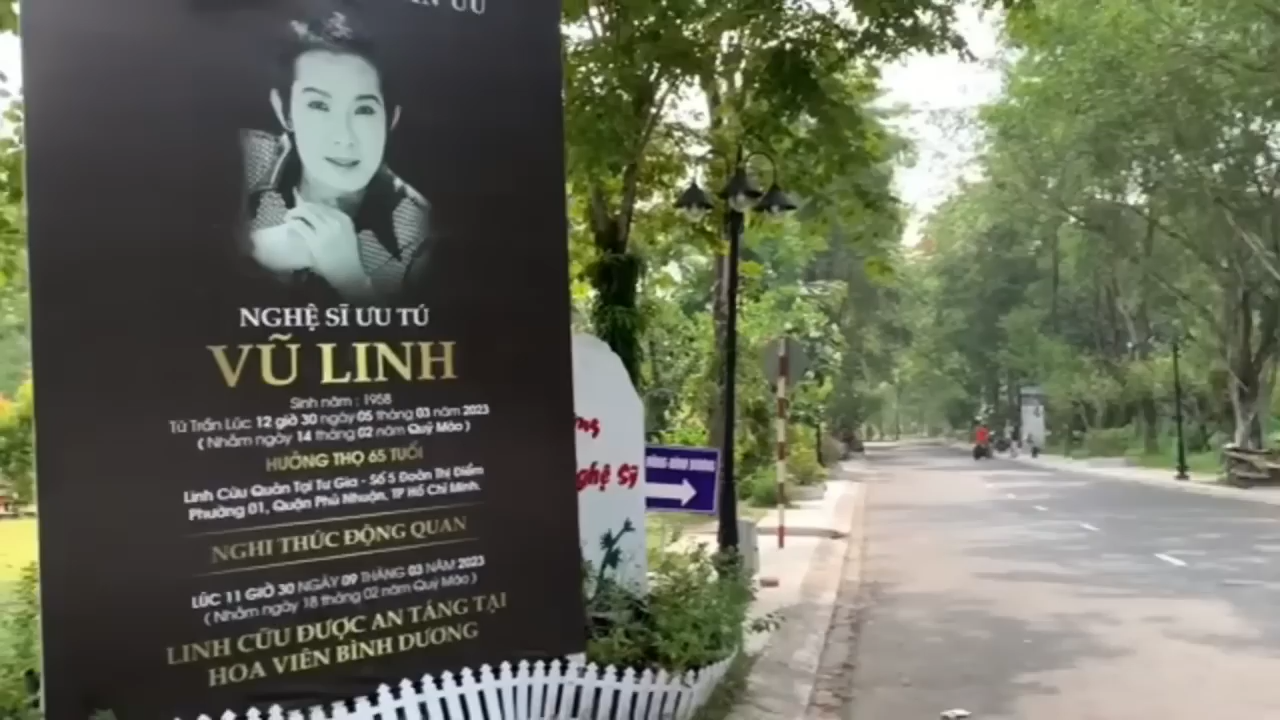 NGHỆ SĨ ƯU TÚ
VŨ LINH
Sinh năm : 1958
Từ Trần Lúc 12 giờ 30 ngày 05 tháng 03 năm 2023
( Nhằm ngày 14 tháng 02 năm Quý Mão )
HƯỞNG THỌ 65 TUỔI
Linh Cữu Quàn Tại Tư Gia - Số 5 Đoàn Thị Điểm
Phường 01, Quận Phú Nhuận, TP Hồ Chí Minh.
NGHI THỨC ĐỘNG QUAN
LÚC 11 GIỜ 30 NGÀY 09 THÁNG 03 NĂM 2023
( Nhằm ngày 18 tháng 02 năm Quý Mão )
LINH CỮU ĐƯỢC AN TÁNG TẠI
HOA VIÊN BÌNH DƯƠNG
ghệ Sỹ